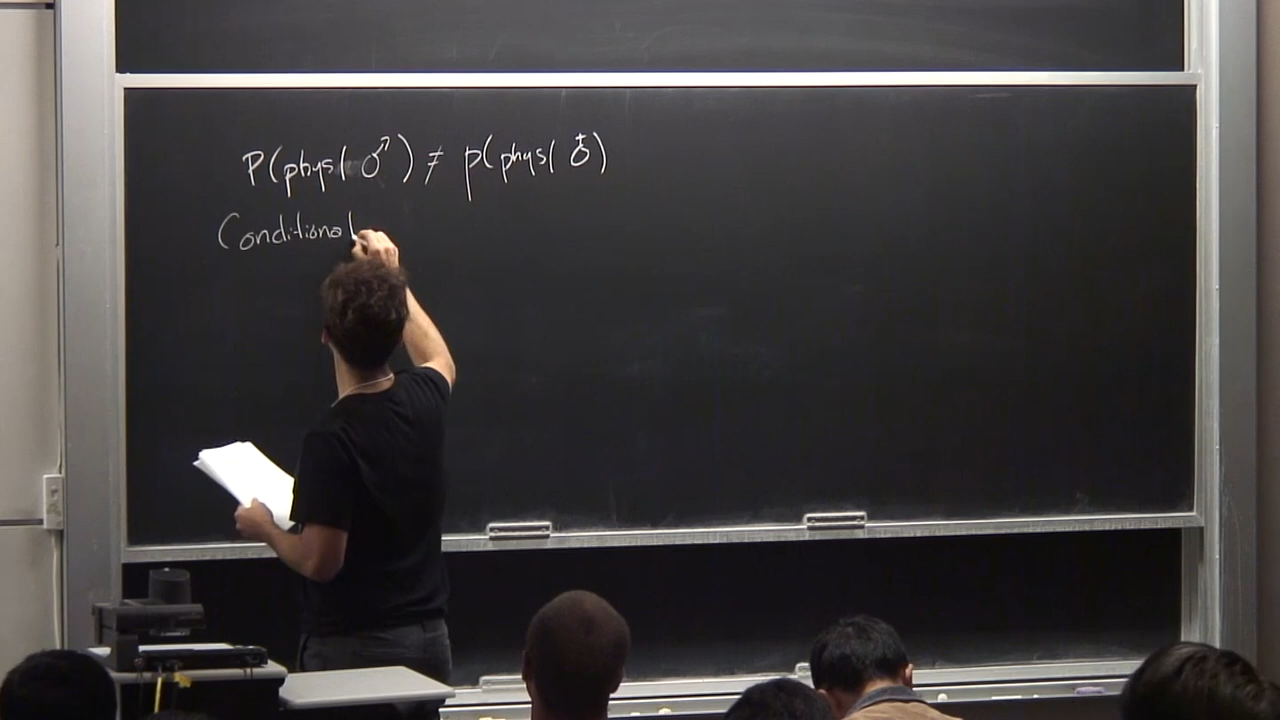 P(phys| ♂) ≠ p(phys| ♀)
Conditional